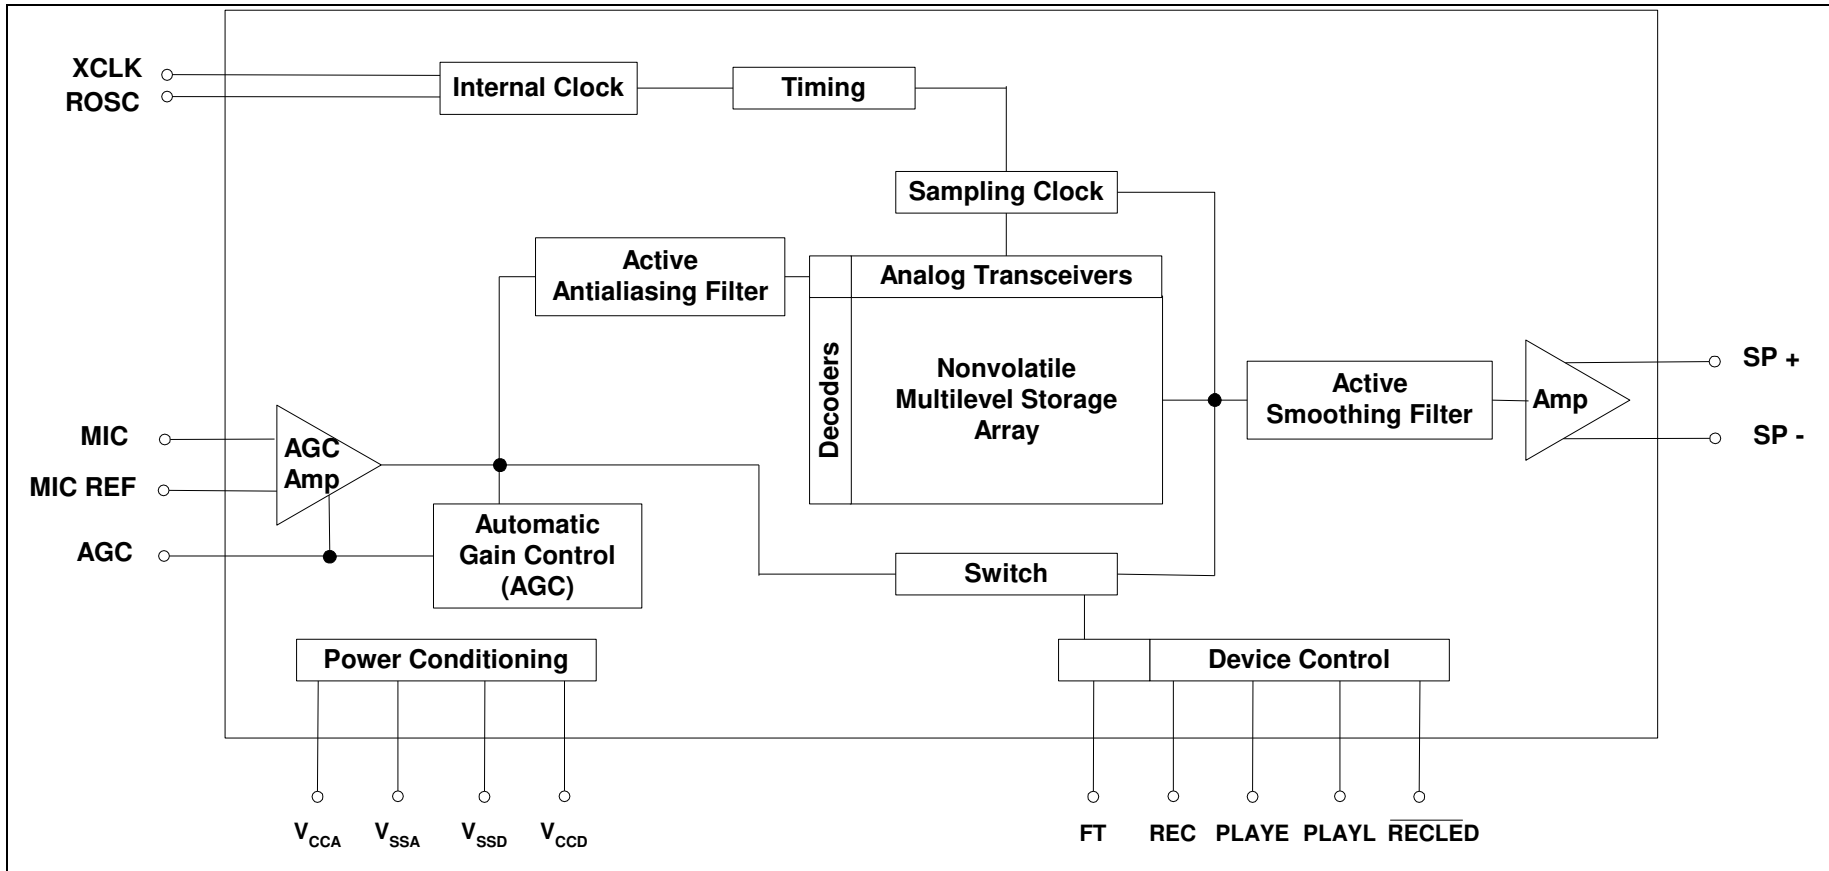 XCLK
ROSC
Internal Clock
Timing
Sampling Clock
Active
Antialiasing Filter
Analog Transceivers
Decoders
Nonvolatile
Multilevel Storage
Array
Active
Smoothing Filter
Amp
SP +
SP -
MIC
MIC REF
AGC
AGC
Amp
Automatic
Gain Control
(AGC)
Switch
Power Conditioning
Device Control
VCCA
VSSA
VSSD
VCCD
FT
REC
PLAYE
PLAYL
RECLED